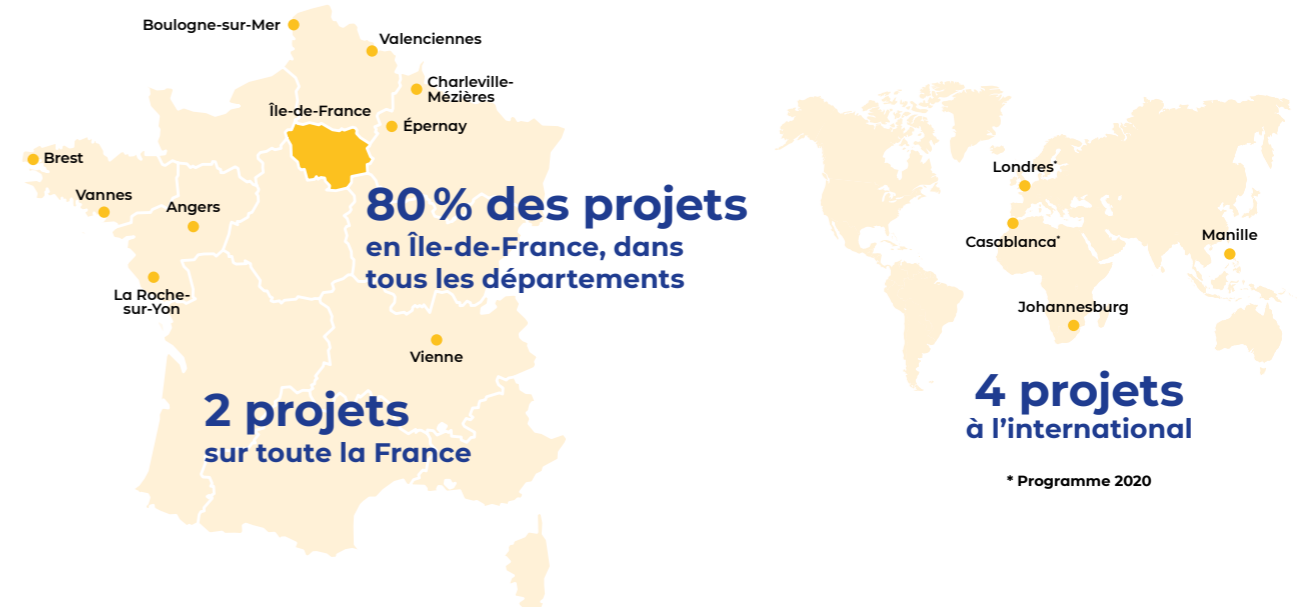 Boulogne-sur-Mer
Valenciennes
Charleville-
Mézières
Île-de-France
Épernay
Brest
Vannes
Angers
80 % des projets
en Île-de-France, dans
tous les départements
La Roche-
sur-Yon
Vienne
2 projets
sur toute la France
Londres*
Casablanca*
Manille
Johannesburg
4 projets
à l’international
* Programme 2020